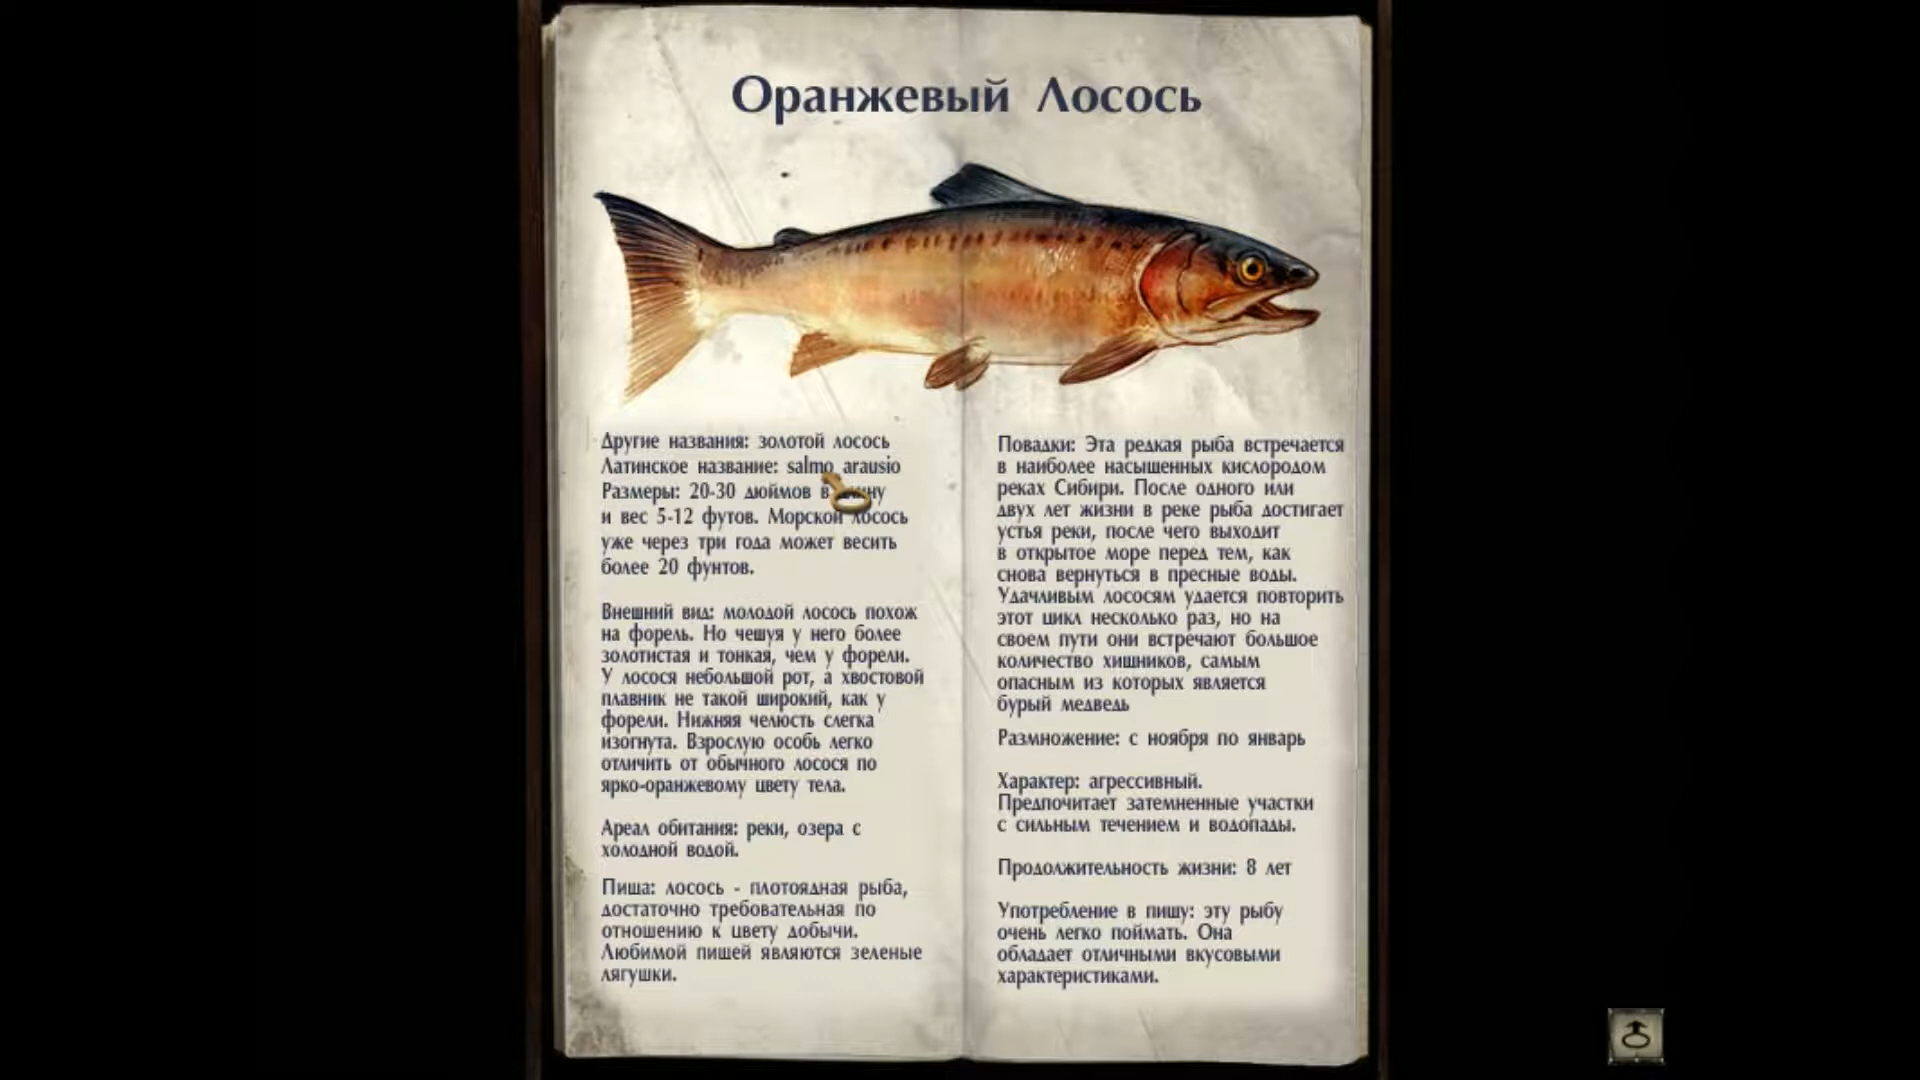 Оранжевый Лосось
Другие названия: золотой лосось
Латинское название: salmo arausio
Размеры: 20-30 дюймов в
и вес 5-12 футов. Морской лосось
уже через три года может весить
более 20 фунтов.
Внешний вид: молодой лосось похож
на форель. Но чешуя у него более
золотистая и тонкая, чем у форели.
У лосося небольшой рот, а хвостовой
плавник не такой широкий, как у
форели. Нижняя челюсть слегка
изогнута. Взрослую особь легко
отличить от обычного лосося по
ярко-оранжевому цвету тела.
Ареал обитания: реки, озера с
холодной водой.
Пища: лосось - плотоядная рыба,
достаточно требовательная по
отношению к цвету добычи.
Любимой пищей являются зеленые
лягушки.
Повадки: Эта редкая рыба встречается
в наиболее насыщенных кислородом
реках Сибири. После одного или
двух лет жизни в реке рыба достигает
устья реки, после чего выходит
в открытое море перед тем, как
снова вернуться в пресные воды.
Удачливым лососям удается повторить
этот цикл несколько раз, но на
своем пути они встречают большое
количество хищников, самым
опасным из которых является
бурый медведь
Размножение: с ноября по январь
Характер: агрессивный.
Предпочитает затемненные участки
с сильным течением и водопады.
Продолжительность жизни: 8 лет
Употребление в пищу: эту рыбу
очень легко поймать. Она
обладает отличными вкусовыми
характеристиками.